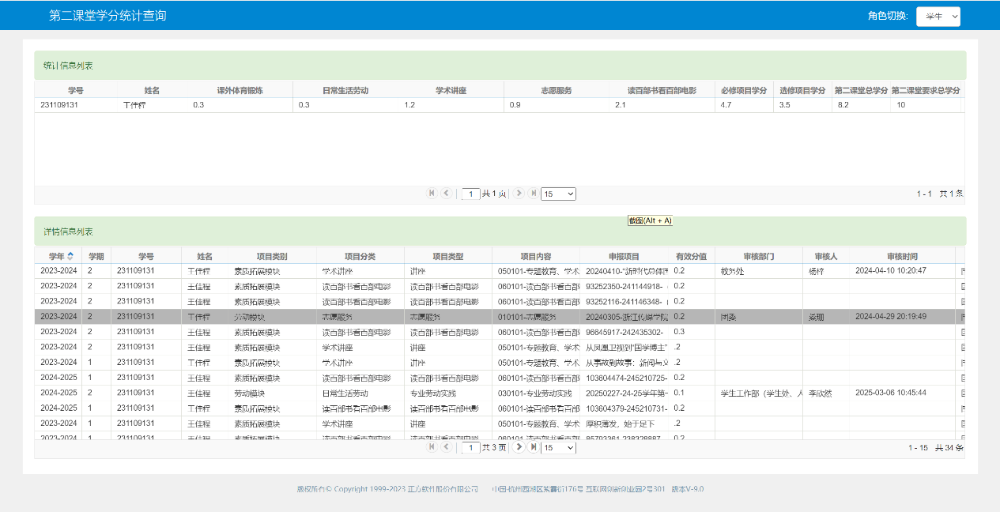 第二课堂学分统计查询 角色切换: 学生
统计信息列表
学号 姓名 课外体育锻炼 日常生活劳动 学术讲座 志愿服务 读百部书看百部电影 必修项目学分 选修项目学分 第二课堂总学分 第二课堂要求总学分
231109131 王佳程 0.3 0.3 1.2 0.9 2.1 4.7 3.5 8.2 10
1 共 1 页 15 1 - 1 共 1 条
截图(Alt + A)
详情信息列表
学年 学期 学号 姓名 项目类别 项目分类 项目类型 项目内容 申报项目 有效分值 审核部门 审核人 审核时间
2023-2024 2 231109131 王佳程 素质拓展模块 学术讲座 讲座 050101-专题教育、学术 20240410-“新时代总体国 0.2 教务处 杨梓 2024-04-10 10:20:47
2023-2024 2 231109131 王佳程 素质拓展模块 读百部书看百部电影 读百部书看百部电影 060101-读百部书看百部 93252350-241144918- 0.2
2023-2024 2 231109131 王佳程 素质拓展模块 读百部书看百部电影 读百部书看百部电影 060101-读百部书看百部 93252116-241146348- 0.2
2023-2024 2 231109131 王佳程 劳动模块 志愿服务 志愿服务 010101-志愿服务 20240305-浙江传媒学院 0.2 团委 桑珊 2024-04-29 20:19:49
2023-2024 2 231109131 王佳程 素质拓展模块 读百部书看百部电影 读百部书看百部电影 060101-读百部书看百部 96645917-242435302- 0.3
2023-2024 2 231109131 王佳程 素质拓展模块 学术讲座 讲座 050101-专题教育、学术 从凤凰卫视到“国学博主” .2
2023-2024 1 231109131 王佳程 素质拓展模块 学术讲座 讲座 050101-专题教育、学术 从事故到故事：新闻与文 .2
2024-2025 1 231109131 王佳程 素质拓展模块 读百部书看百部电影 读百部书看百部电影 060101-读百部书看百部 103604474-245210725- 0.2
2024-2025 2 231109131 王佳程 劳动模块 日常生活劳动 专业劳动实践 030101-专业劳动实践 20250227-24-25学年第- 0.1 学生工作部（学生处、人 李欣然 2025-03-06 10:45:44
2024-2025 1 231109131 王佳程 素质拓展模块 读百部书看百部电影 读百部书看百部电影 060101-读百部书看百部 103604379-245210731- 0.2
2023-2024 1 231109131 王佳程 素质拓展模块 学术讲座 讲座 050101-专题教育、学术 厚积薄发，始于足下 .2
2023-2024 1 231109131 王佳程 素质拓展模块 读百部书看百部电影 读百部书看百部电影 060101-读百部书看百部 85793361-238328887- 0.2
1 共 3 页 15 1 - 15 共 34 条
版权所有© Copyright 1999-2023 正方软件股份有限公司 中国·杭州西湖区紫霞街176号 互联网创新创业园2号301 版本V-9.0